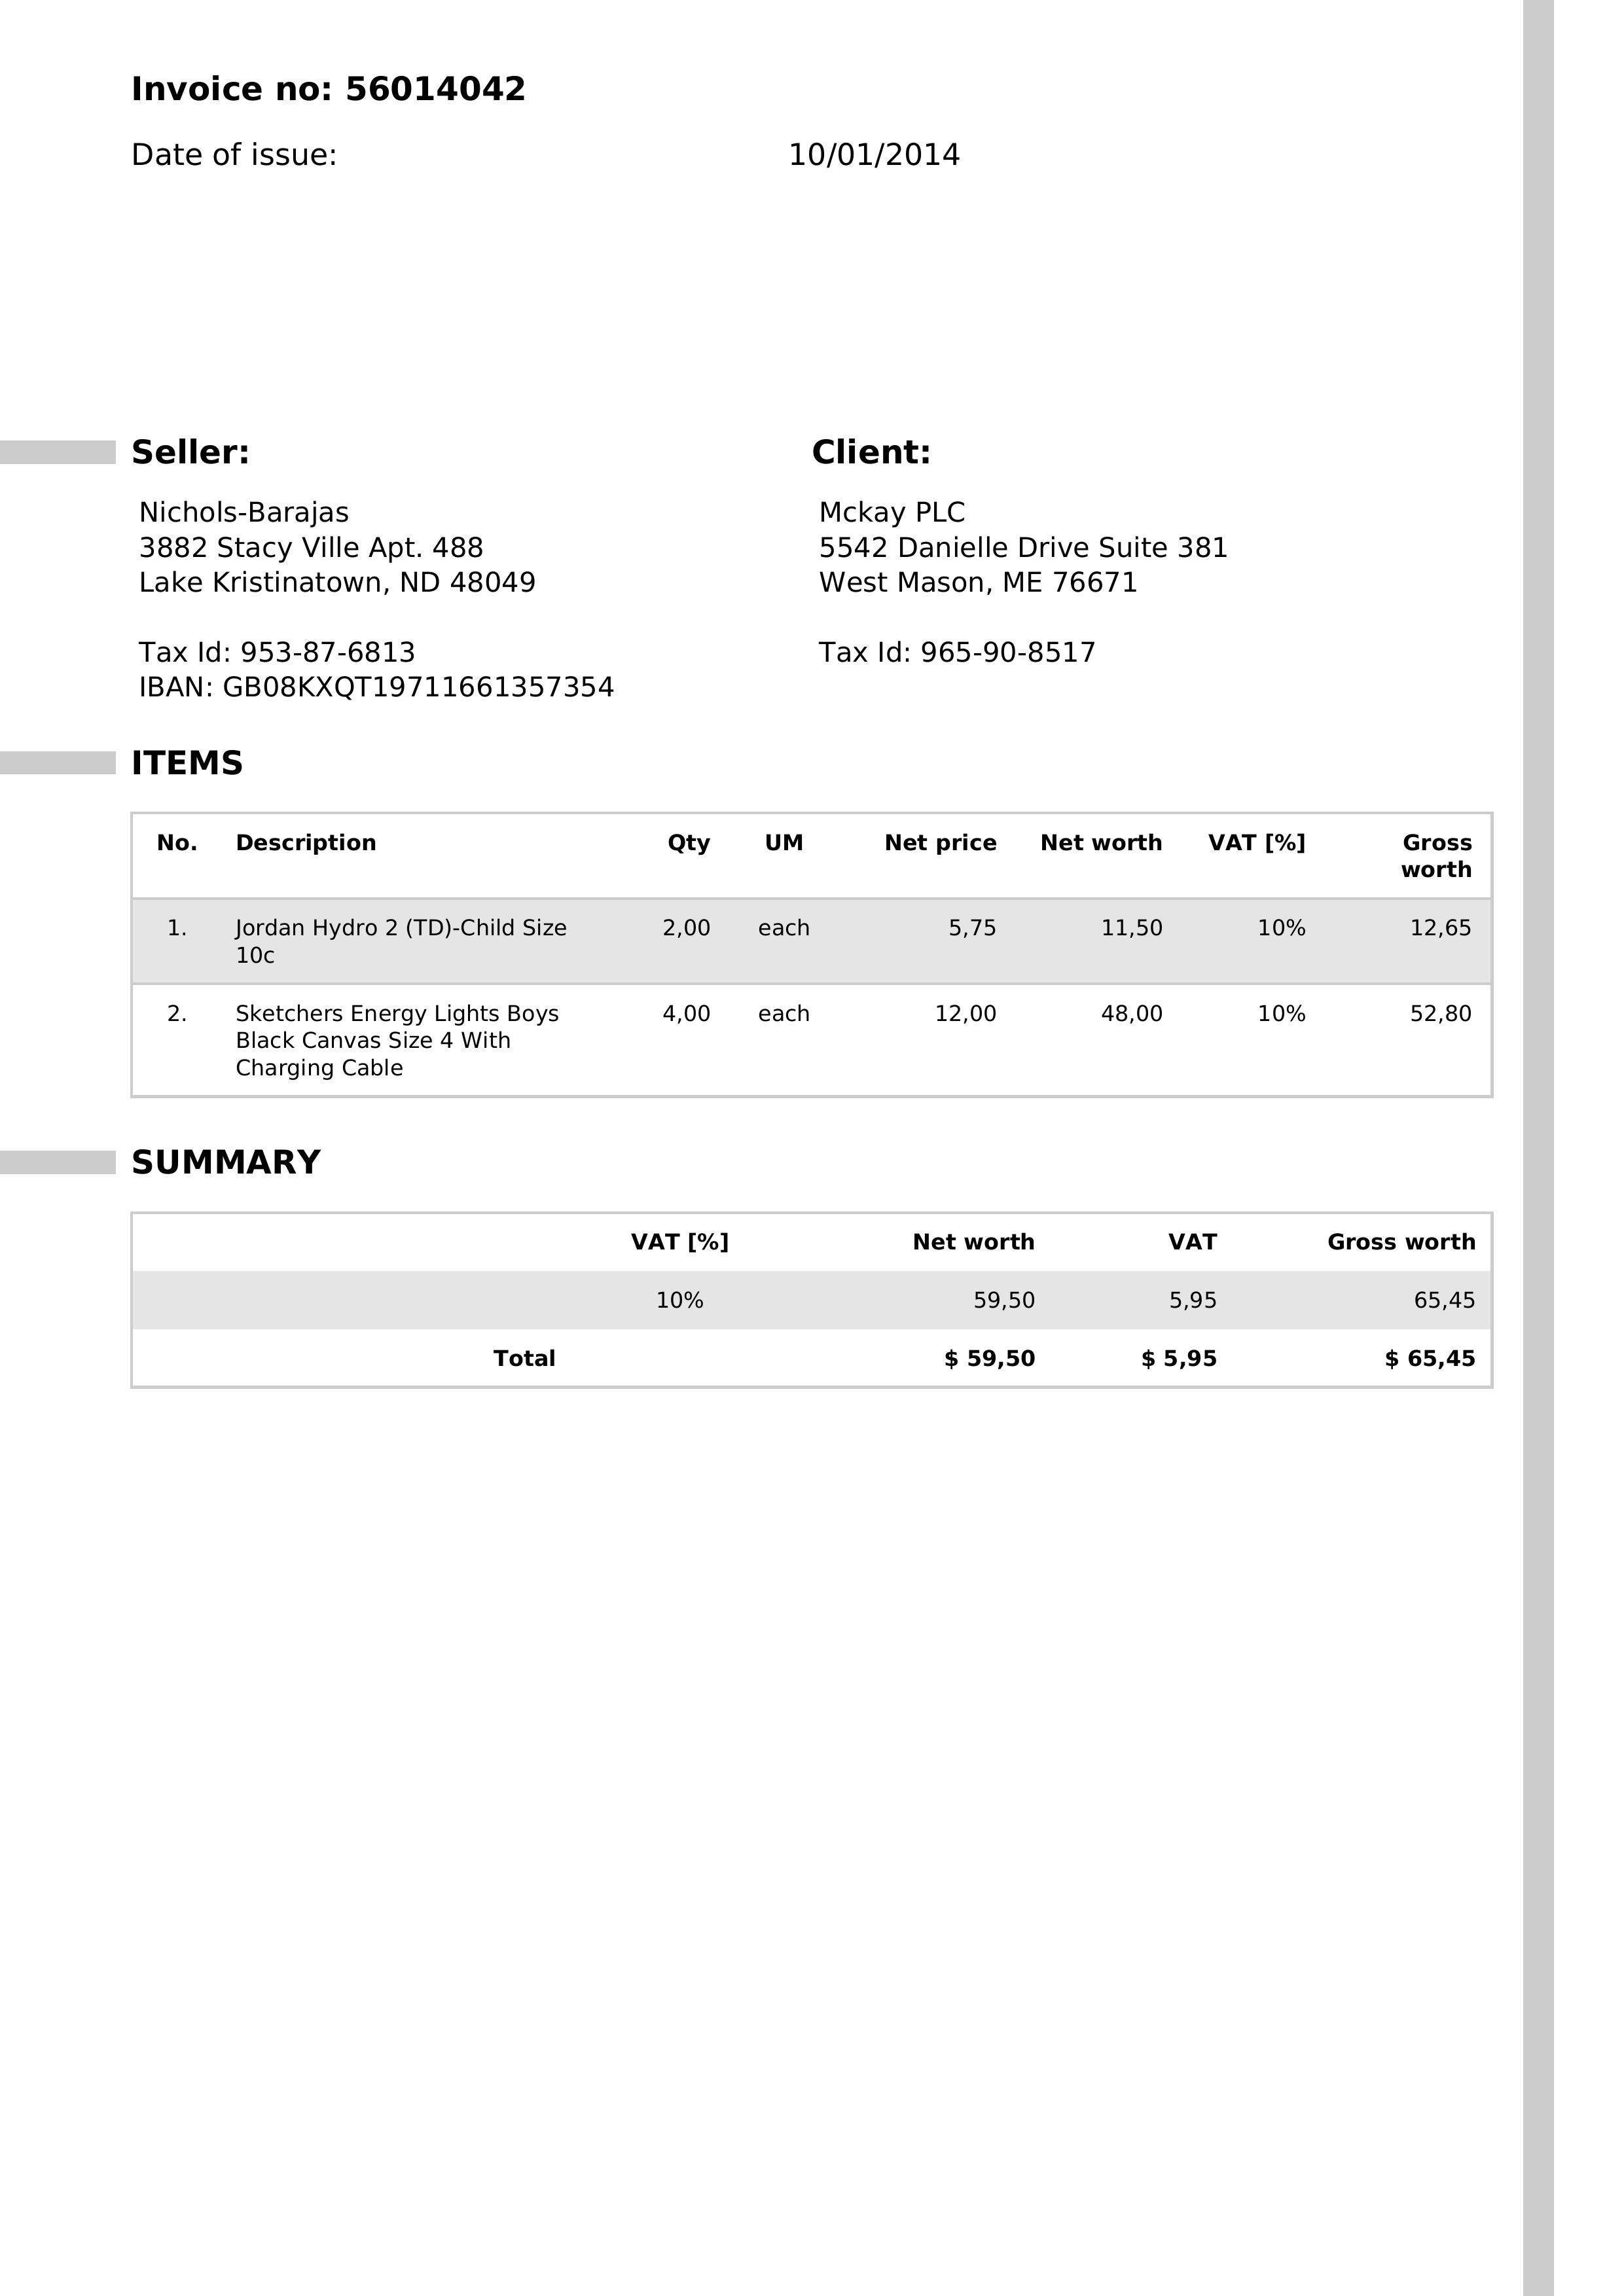 Invoice no: 56014042
Date of issue: 10/01/2014
Seller:
Nichols-Barajas
3882 Stacy Ville Apt. 488
Lake Kristinatown, ND 48049
Tax Id: 953-87-6813
IBAN: GB08KXQT19711661357354
Client:
Mckay PLC
5542 Danielle Drive Suite 381
West Mason, ME 76671
Tax Id: 965-90-8517
ITEMS
No. Description Qty UM Net price Net worth VAT [%] Gross
worth
1. Jordan Hydro 2 (TD)-Child Size 2,00 each 5,75 11,50 10% 12,65
10c
2. Sketchers Energy Lights Boys 4,00 each 12,00 48,00 10% 52,80
Black Canvas Size 4 With
Charging Cable
SUMMARY
VAT [%] Net worth VAT Gross worth
10% 59,50 5,95 65,45
Total $ 59,50 $ 5,95 $ 65,45